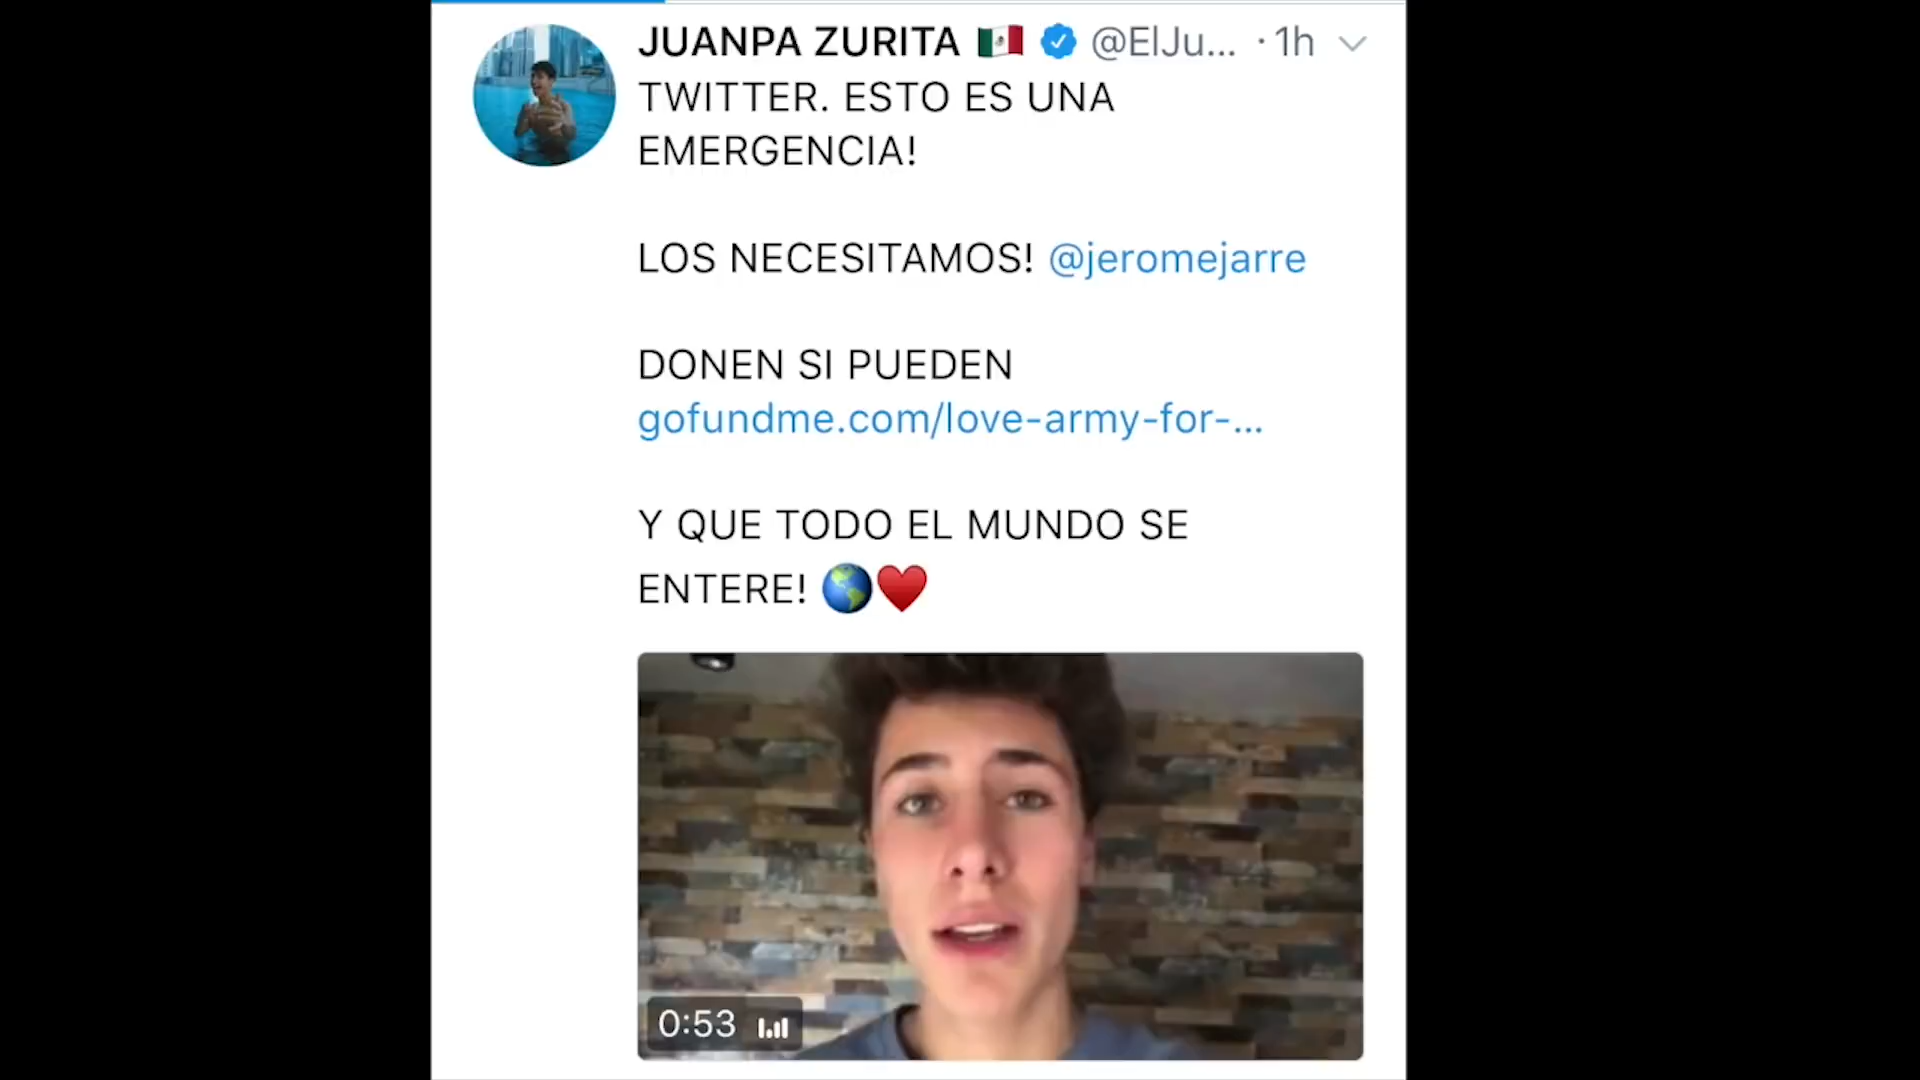 JUANPA ZURITA 🇲🇽 @ElJu... · 1h
TWITTER. ESTO ES UNA
EMERGENCIA!
LOS NECESITAMOS! @jeromejarre
DONEN SI PUEDEN
gofundme.com/love-army-for-...
Y QUE TODO EL MUNDO SE
ENTERE! 🌎♥️
0:53